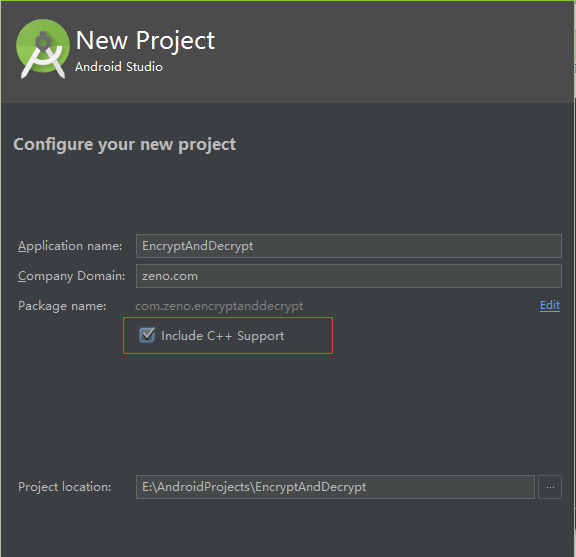 New Project
Android Studio
Configure your new project
Application name: EncryptAndDecrypt
Company Domain: zeno.com
Package name: com.zeno.encryptanddecrypt Edit
Include C++ Support
Project location: E:\AndroidProjects\EncryptAndDecrypt ...